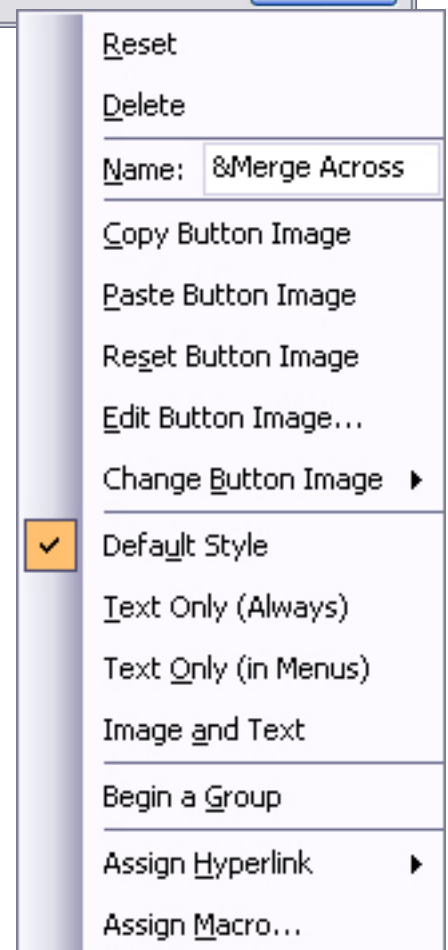 Reset
Delete
Name: &Merge Across
Copy Button Image
Paste Button Image
Reset Button Image
Edit Button Image...
Change Button Image
Default Style
Text Only (Always)
Text Only (in Menus)
Image and Text
Begin a Group
Assign Hyperlink
Assign Macro...